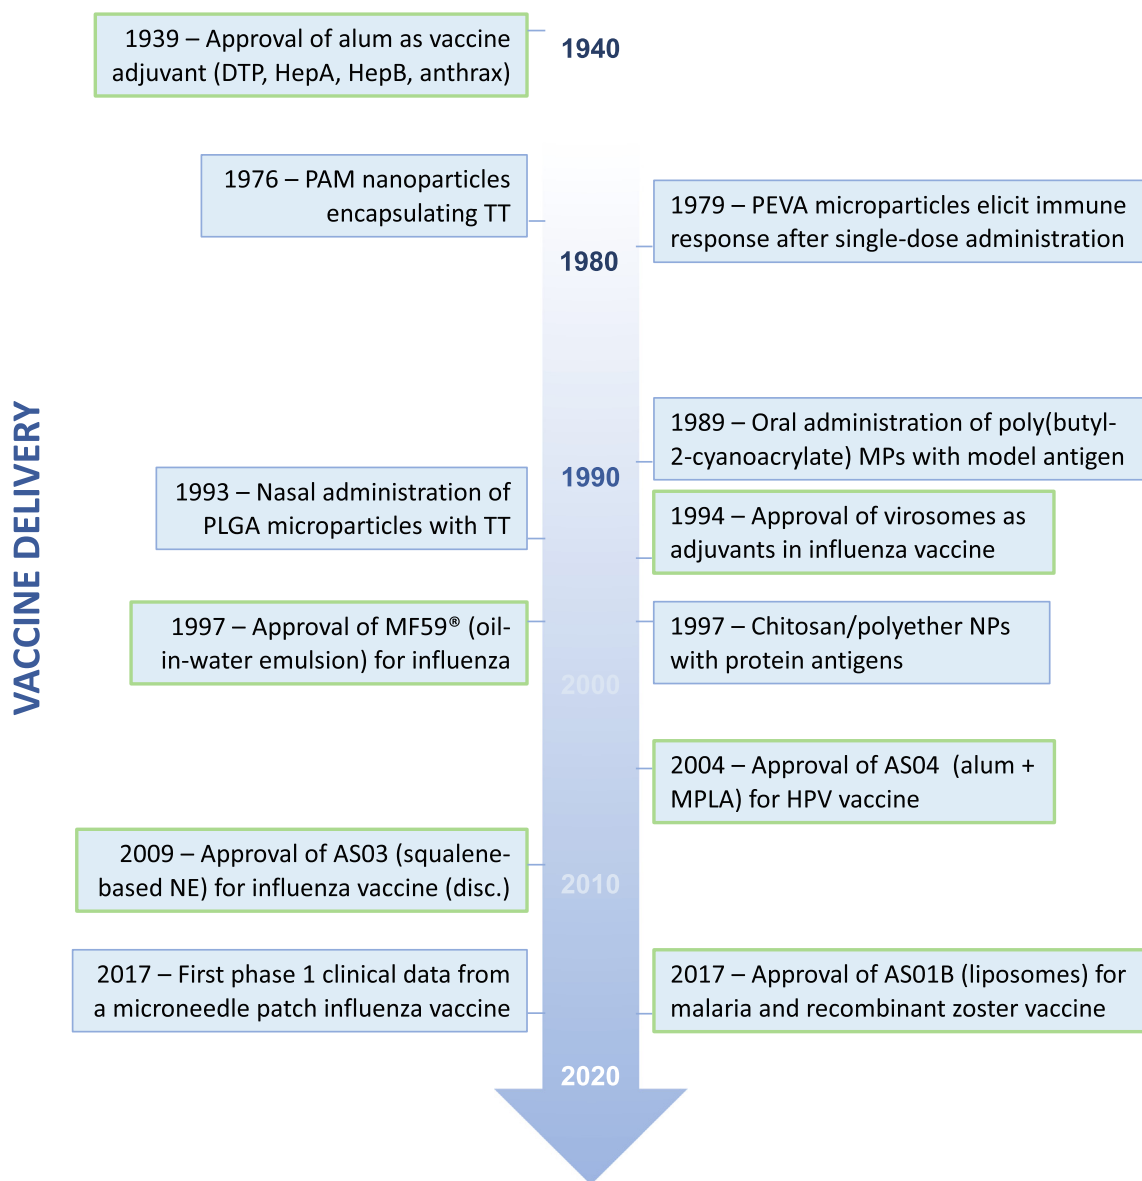 VACCINE DELIVERY
1939 – Approval of alum as vaccine
adjuvant (DTP, HepA, HepB, anthrax)
1940
1976 – PAM nanoparticles
encapsulating TT
1979 – PEVA microparticles elicit immune
response after single-dose administration
1980
1989 – Oral administration of poly(butyl-
2-cyanoacrylate) MPs with model antigen
1990
1993 – Nasal administration of
PLGA microparticles with TT
1994 – Approval of virosomes as
adjuvants in influenza vaccine
1997 – Approval of MF59® (oil-
in-water emulsion) for influenza
1997 – Chitosan/polyether NPs
with protein antigens
2000
2004 – Approval of AS04 (alum +
MPLA) for HPV vaccine
2009 – Approval of AS03 (squalene-
based NE) for influenza vaccine (disc.)
2010
2017 – First phase 1 clinical data from
a microneedle patch influenza vaccine
2017 – Approval of AS01B (liposomes) for
malaria and recombinant zoster vaccine
2020